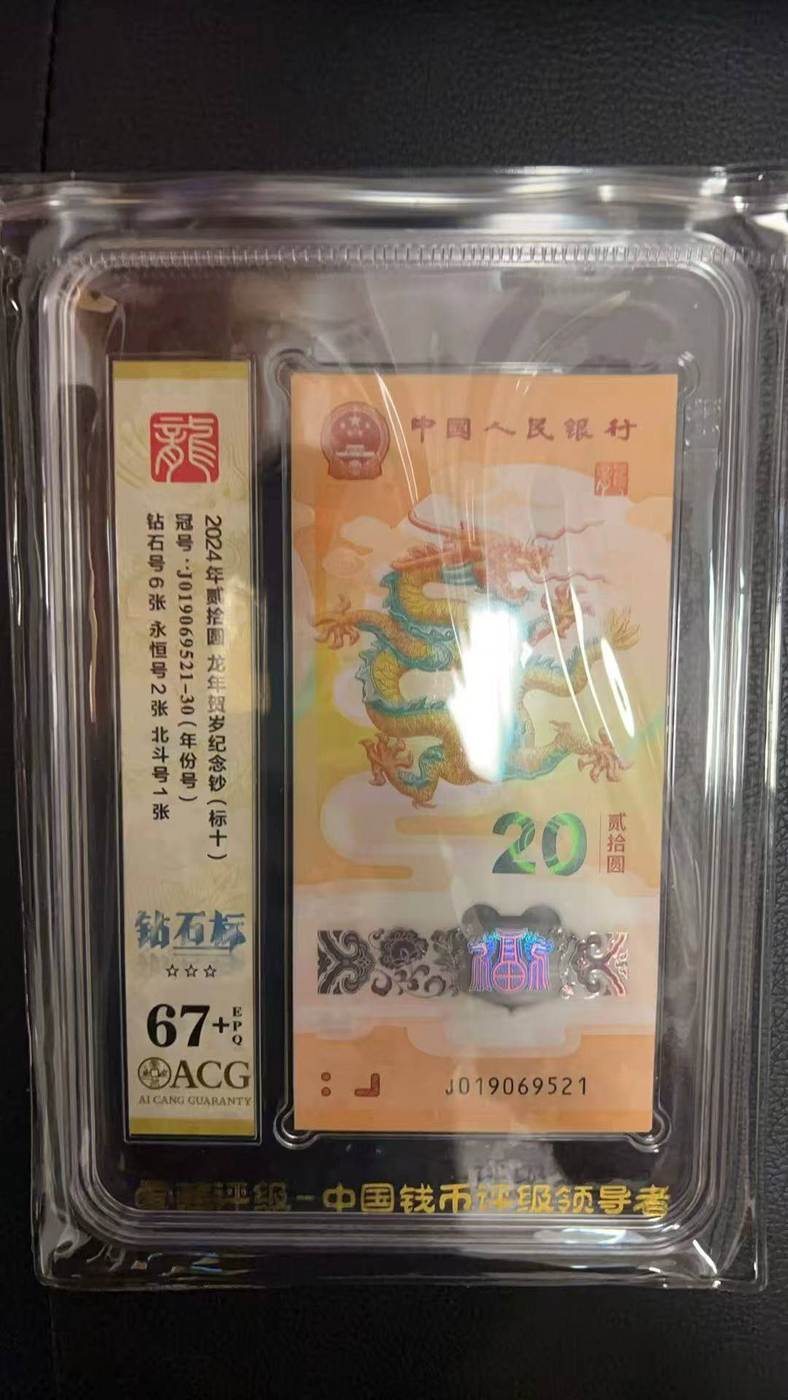 龍
2024年贰拾圆 龙年贺岁纪念钞(标十)
冠号:J019069521-30(年份号)
钻石号6张 永恒号2张 北斗号1张
钻石标
☆☆☆
67+EPQ
ACG
AI CANG GUARANTY
中国人民银行
20
贰拾圆
福
J019069521
评级-中国钱币评级领导者